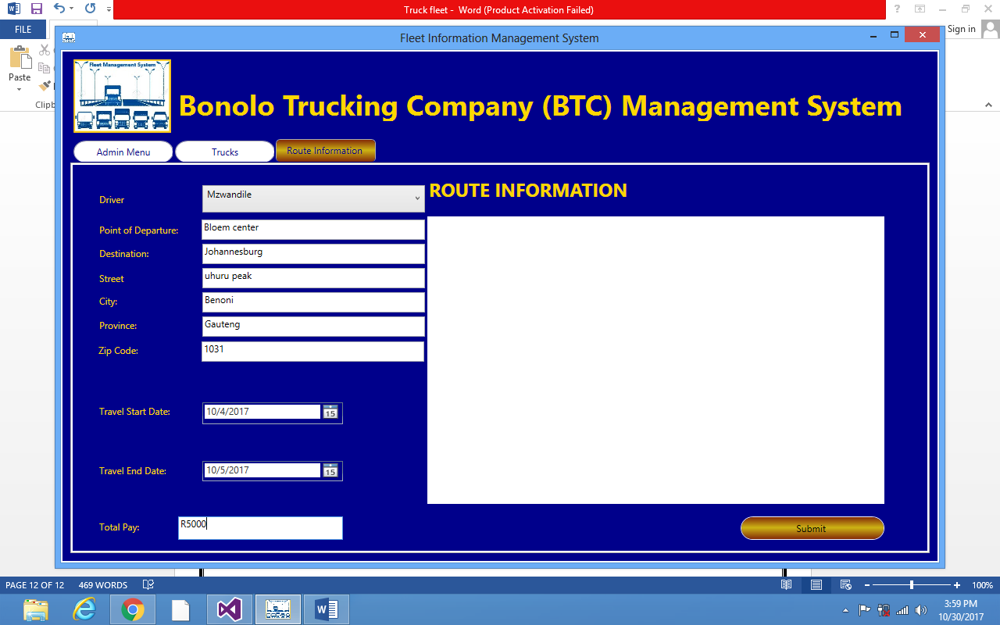 Truck fleet - Word (Product Activation Failed)
FILE
Sign in
Paste
Clipb
Fleet Information Management System
Fleet Management System
Bonolo Trucking Company (BTC) Management System
Admin Menu
Trucks
Route Information
ROUTE INFORMATION
Driver
Mzwandile
Point of Departure:
Bloem center
Destination:
Johannesburg
Street
uhuru peak
City:
Benoni
Province:
Gauteng
Zip Code:
1031
Travel Start Date:
10/4/2017
15
Travel End Date:
10/5/2017
15
Total Pay:
R5000
Submit
PAGE 12 OF 12
469 WORDS
100%
3:59 PM
10/30/2017